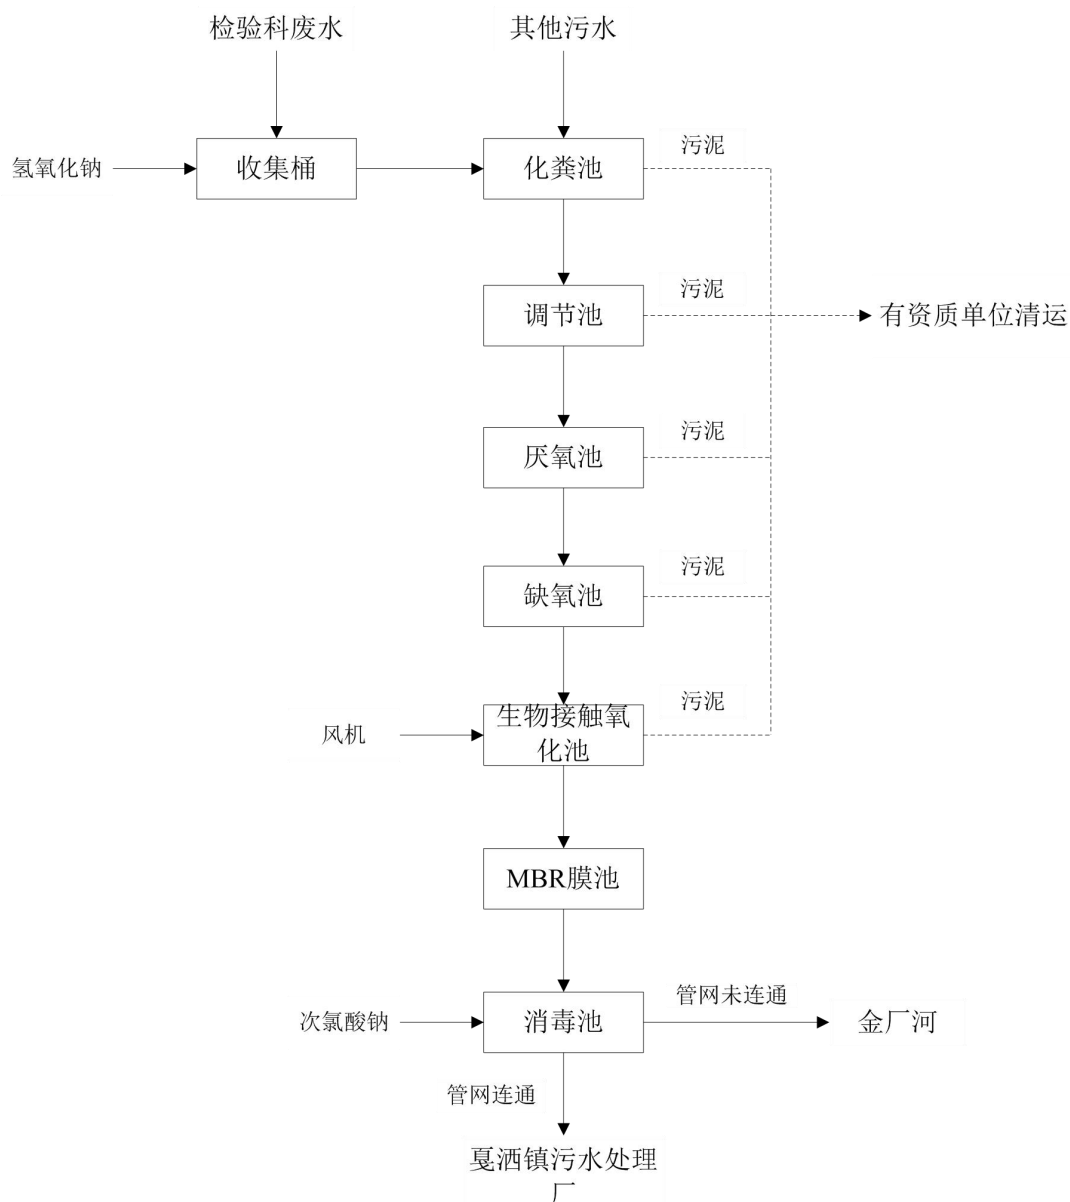 检验科废水
其他污水
氢氧化钠
收集桶
化粪池
污泥
调节池
污泥
有资质单位清运
厌氧池
污泥
缺氧池
污泥
风机
生物接触氧
化池
污泥
MBR膜池
次氯酸钠
消毒池
管网未连通
金厂河
管网连通
戛洒镇污水处理
厂